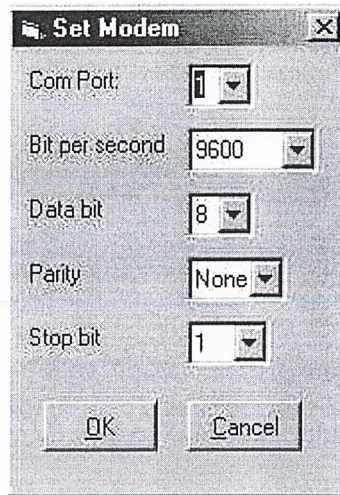 Set Modem
Com Port: 1
Bit per second 9600
Data bit 8
Parity None
Stop bit 1
OK Cancel